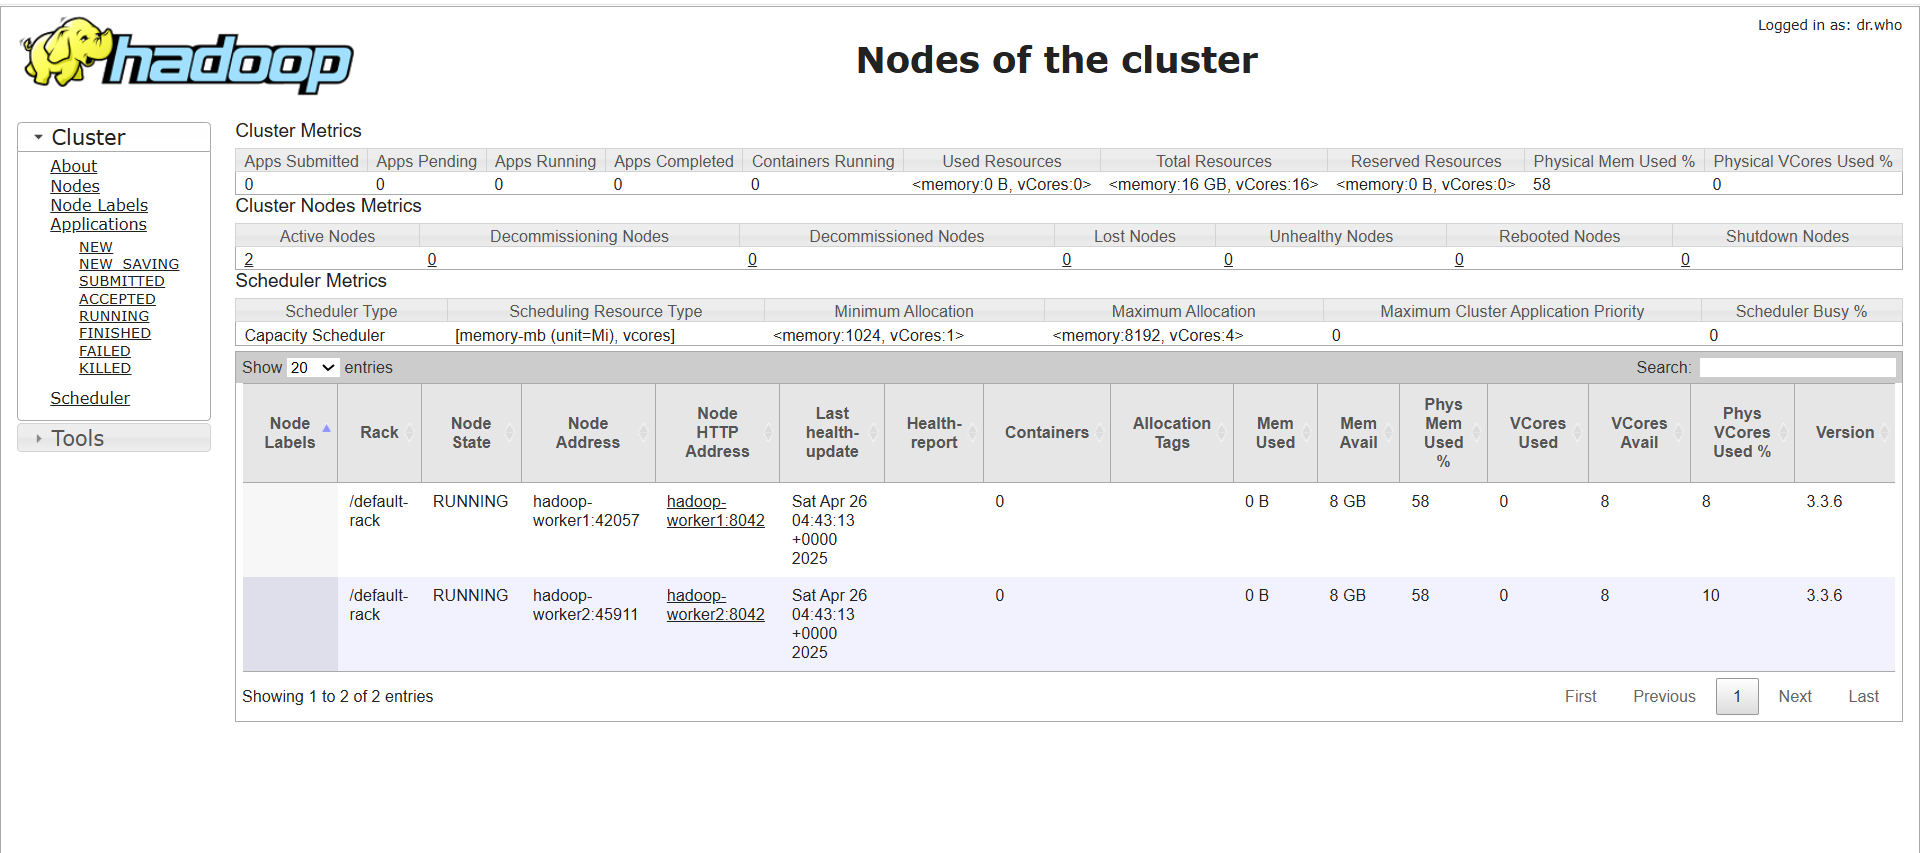 Logged in as: dr.who
hadoop
Nodes of the cluster
Cluster
About
Nodes
Node Labels
Applications
NEW
NEW_SAVING
SUBMITTED
ACCEPTED
RUNNING
FINISHED
FAILED
KILLED
Scheduler
Tools
Cluster Metrics
Apps Submitted Apps Pending Apps Running Apps Completed Containers Running Used Resources Total Resources Reserved Resources Physical Mem Used % Physical VCores Used %
0 0 0 0 0 <memory:0 B, vCores:0> <memory:16 GB, vCores:16> <memory:0 B, vCores:0> 58 0
Cluster Nodes Metrics
Active Nodes Decommissioning Nodes Decommissioned Nodes Lost Nodes Unhealthy Nodes Rebooted Nodes Shutdown Nodes
2 0 0 0 0 0 0
Scheduler Metrics
Scheduler Type Scheduling Resource Type Minimum Allocation Maximum Allocation Maximum Cluster Application Priority Scheduler Busy %
Capacity Scheduler [memory-mb (unit=Mi), vcores] <memory:1024, vCores:1> <memory:8192, vCores:4> 0 0
Show 20 entries Search:
Node Labels Rack Node State Node Address Node HTTP Address Last health-update Health-report Containers Allocation Tags Mem Used Mem Avail Phys Mem Used % VCores Used VCores Avail Phys VCores Used % Version
/default-rack RUNNING hadoop-worker1:42057 hadoop-worker1:8042 Sat Apr 26 04:43:13 +0000 2025 0 0 B 8 GB 58 0 8 8 3.3.6
/default-rack RUNNING hadoop-worker2:45911 hadoop-worker2:8042 Sat Apr 26 04:43:13 +0000 2025 0 0 B 8 GB 58 0 8 10 3.3.6
Showing 1 to 2 of 2 entries First Previous 1 Next Last